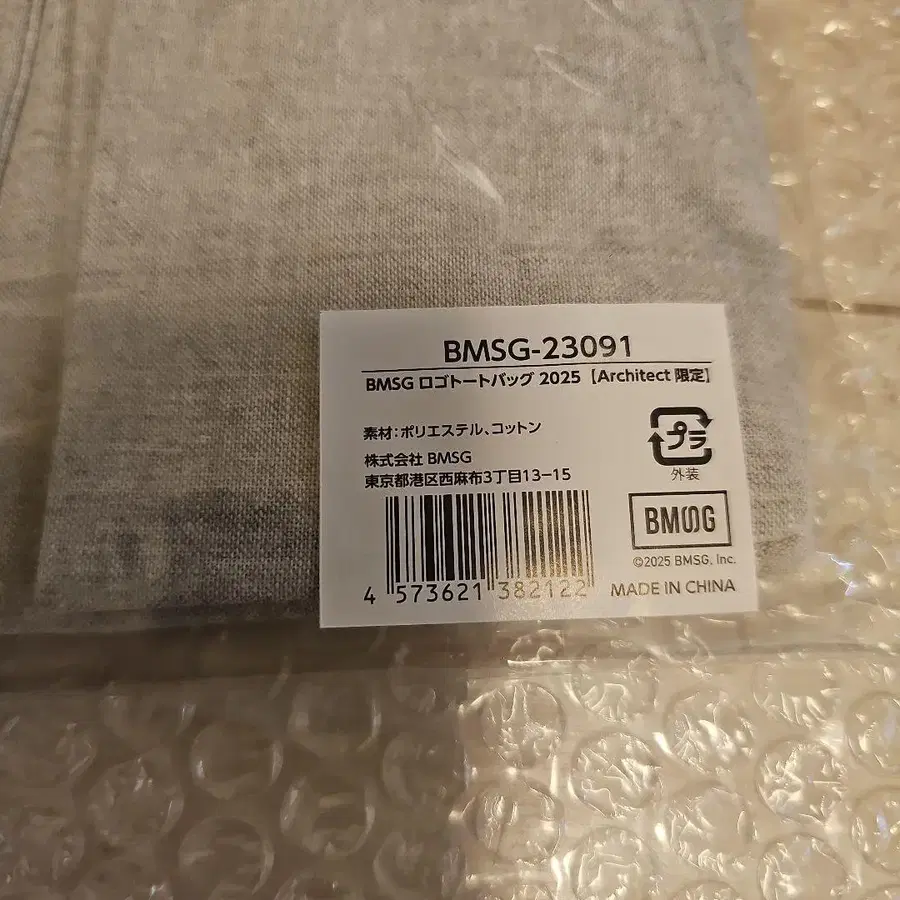 BMSG-23091
BMSG ロゴトートバッグ 2025【Architect 限定】
素材:ポリエステル、コットン
株式会社 BMSG
東京都港区西麻布3丁目13-15
プラ
外装
BMSG
©2025 BMSG, Inc.
4 573621 382122
MADE IN CHINA